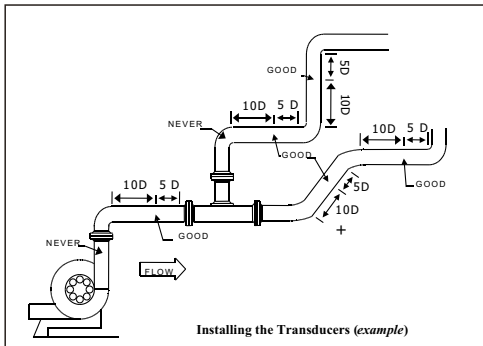 GOOD
5D
10D
10D 5 D
NEVER
10D 5 D
GOOD
GOOD
10D 5 D
5D
10D
GOOD
+
NEVER
FLOW
Installing the Transducers (example)